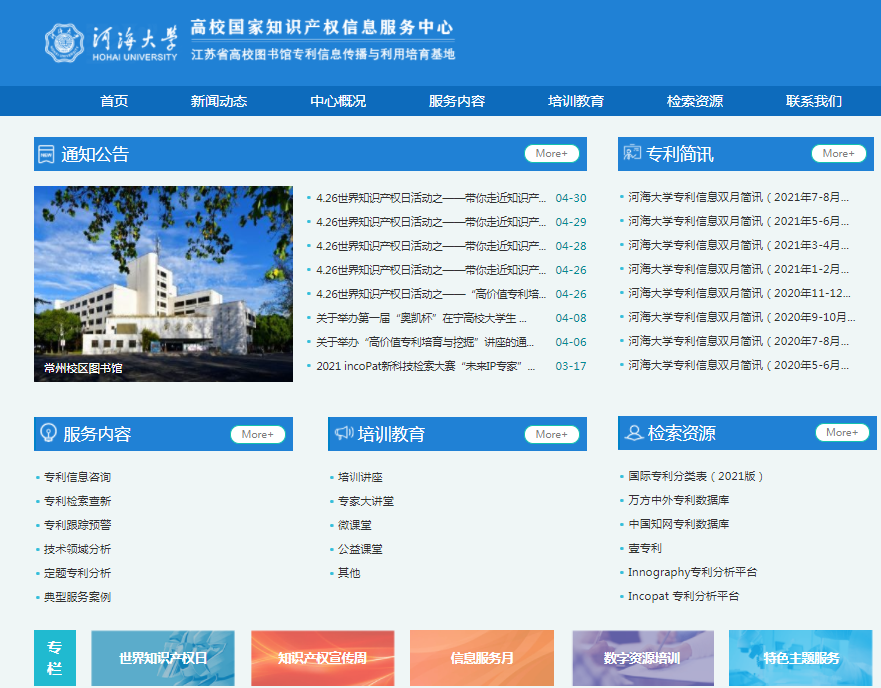 河海大学
HOHAI UNIVERSITY
高校国家知识产权信息服务中心
江苏省高校图书馆专利信息传播与利用培育基地
首页 新闻动态 中心概况 服务内容 培训教育 检索资源 联系我们
通知公告 More+
常州校区图书馆
4.26世界知识产权日活动之——带你走近知识产... 04-30
4.26世界知识产权日活动之——带你走近知识产... 04-29
4.26世界知识产权日活动之——带你走近知识产... 04-28
4.26世界知识产权日活动之——带你走近知识产... 04-26
4.26世界知识产权日活动之——“高价值专利培... 04-26
关于举办第一届“奥凯杯”在宁高校大学生 ... 04-08
关于举办“高价值专利培育与挖掘”讲座的通... 04-06
2021 incoPat新科技检索大赛“未来IP专家”... 03-17
专利简讯 More+
河海大学专利信息双月简讯（2021年7-8月...
河海大学专利信息双月简讯（2021年5-6月...
河海大学专利信息双月简讯（2021年3-4月...
河海大学专利信息双月简讯（2021年1-2月...
河海大学专利信息双月简讯（2020年11-12...
河海大学专利信息双月简讯（2020年9-10月...
河海大学专利信息双月简讯（2020年7-8月...
河海大学专利信息双月简讯（2020年5-6月...
服务内容 More+
专利信息咨询
专利检索查新
专利跟踪预警
技术领域分析
定题专利分析
典型服务案例
培训教育 More+
培训讲座
专家大讲堂
微课堂
公益课堂
其他
检索资源 More+
国际专利分类表（2021版）
万方中外专利数据库
中国知网专利数据库
壹专利
Innography专利分析平台
Incopat 专利分析平台
专栏
世界知识产权日
知识产权宣传周
信息服务月
数字资源培训
特色主题服务